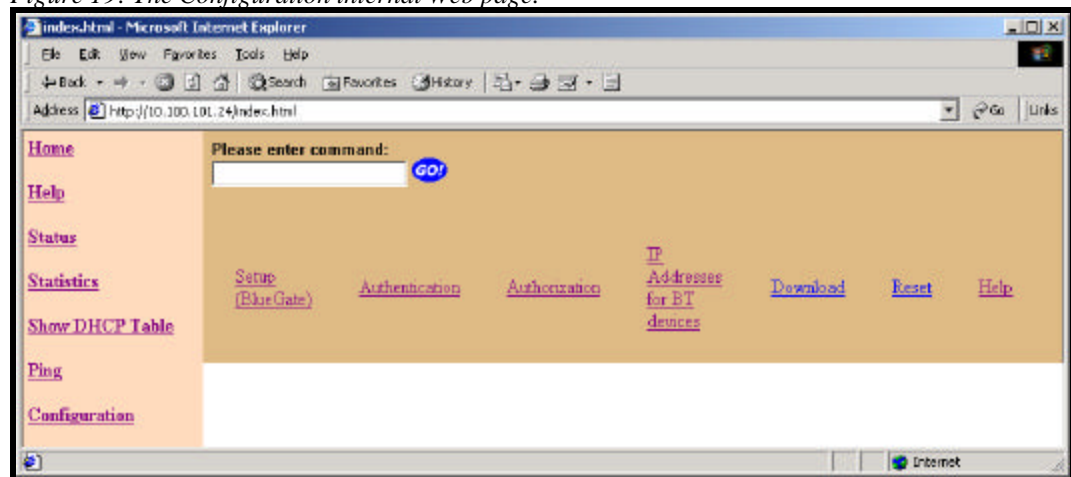 Figure 19: The Configuration internal Web page.
index.html - Microsoft Internet Explorer
File Edit View Favorites Tools Help
Back Search Favorites History
Address http://10.100.101.24/index.html Go Links
Home
Please enter command:
GO!
Help
Status
Statistics
Show DHCP Table
Ping
Configuration
Setup
(BlueGate)
Authentication
Authorization
IP
Addresses
for BT
devices
Download
Reset
Help
Internet